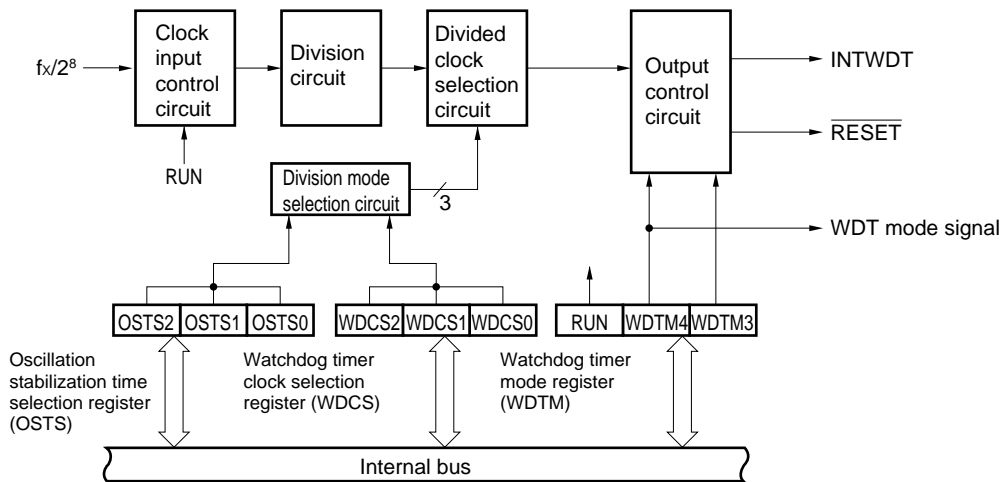 Clock
input
control
circuit
Division
circuit
Divided
clock
selection
circuit
Output
control
circuit
fx/2⁸
INTWDT
RESET
RUN
Division mode
selection circuit
3
WDT mode signal
OSTS2 OSTS1 OSTS0
WDCS2 WDCS1 WDCS0
RUN WDTM4 WDTM3
Oscillation
stabilization time
selection register
(OSTS)
Watchdog timer
clock selection
register (WDCS)
Watchdog timer
mode register
(WDTM)
Internal bus